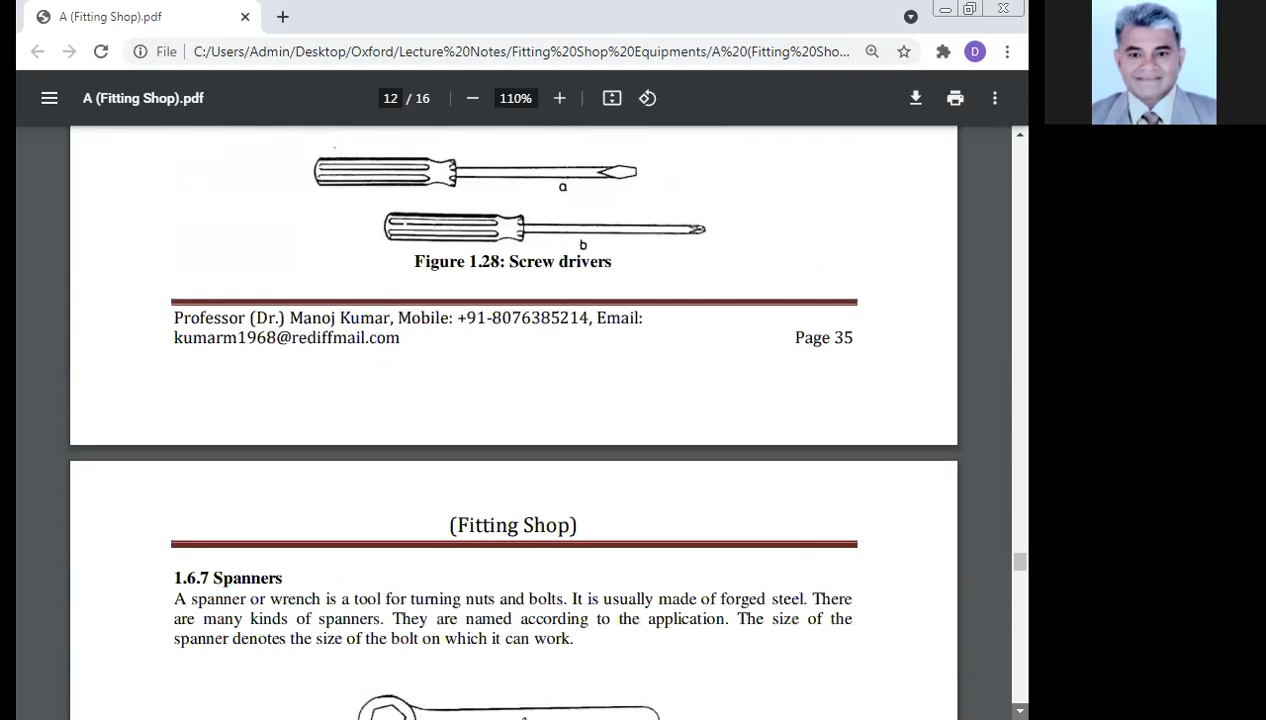 A (Fitting Shop).pdf
File
C:/Users/Admin/Desktop/Oxford/Lecture%20Notes/Fitting%20Shop%20Equipments/A%20(Fitting%20Sho...
D
A (Fitting Shop).pdf
12 / 16
110%
a
b
Figure 1.28: Screw drivers
Professor (Dr.) Manoj Kumar, Mobile: +91-8076385214, Email:
kumarm1968@rediffmail.com
Page 35
(Fitting Shop)
1.6.7 Spanners
A spanner or wrench is a tool for turning nuts and bolts. It is usually made of forged steel. There
are many kinds of spanners. They are named according to the application. The size of the
spanner denotes the size of the bolt on which it can work.